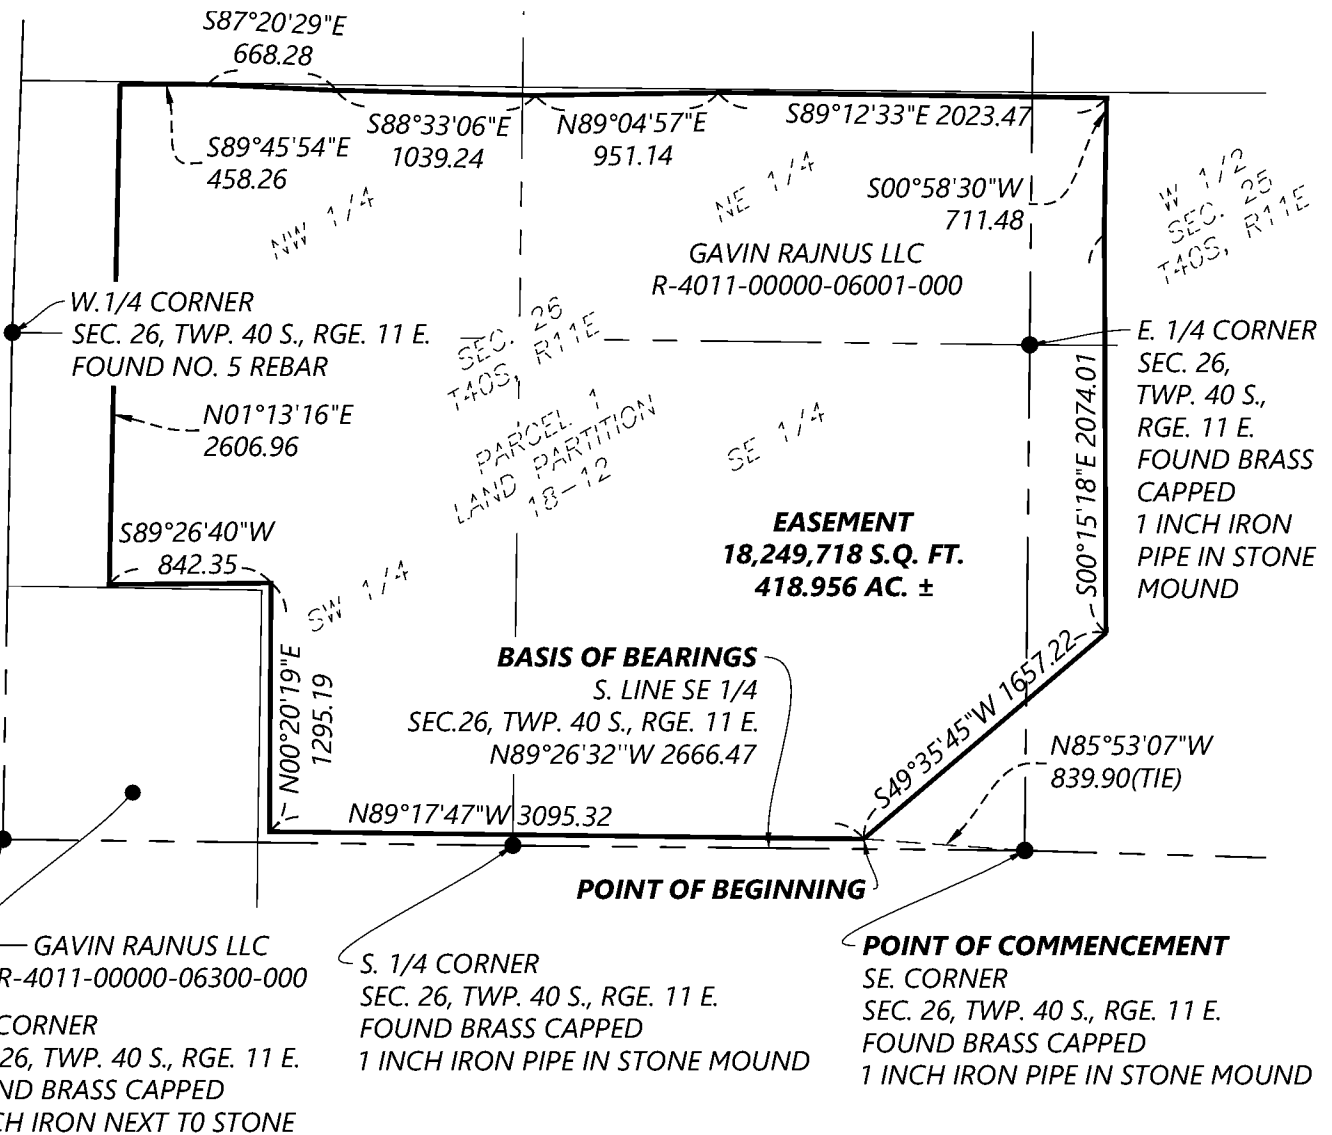 S87°20'29"E
668.28
S89°45'54"E
458.26
S88°33'06"E
1039.24
N89°04'57"E
951.14
S89°12'33"E 2023.47
S00°58'30"W
711.48
NW 1/4
NE 1/4
W 1/2
SEC. 25
T40S, R11E
GAVIN RAJNUS LLC
R-4011-00000-06001-000
W.1/4 CORNER
SEC. 26, TWP. 40 S., RGE. 11 E.
FOUND NO. 5 REBAR
SEC. 26
T40S, R11E
E. 1/4 CORNER
SEC. 26,
TWP. 40 S.,
RGE. 11 E.
FOUND BRASS
CAPPED
1 INCH IRON
PIPE IN STONE
MOUND
S00°15'18"E 2074.01
N01°13'16"E
2606.96
PARCEL 1
LAND PARTITION
18-12
SE 1/4
S89°26'40"W
842.35
EASEMENT
18,249,718 S.Q. FT.
418.956 AC. ±
SW 1/4
N00°20'19"E
1295.19
BASIS OF BEARINGS
S. LINE SE 1/4
SEC.26, TWP. 40 S., RGE. 11 E.
N89°26'32"W 2666.47
S49°35'45"W 1657.22
N85°53'07"W
839.90(TIE)
N89°17'47"W 3095.32
POINT OF BEGINNING
GAVIN RAJNUS LLC
R-4011-00000-06300-000
CORNER
26, TWP. 40 S., RGE. 11 E.
ND BRASS CAPPED
CH IRON NEXT T0 STONE
S. 1/4 CORNER
SEC. 26, TWP. 40 S., RGE. 11 E.
FOUND BRASS CAPPED
1 INCH IRON PIPE IN STONE MOUND
POINT OF COMMENCEMENT
SE. CORNER
SEC. 26, TWP. 40 S., RGE. 11 E.
FOUND BRASS CAPPED
1 INCH IRON PIPE IN STONE MOUND